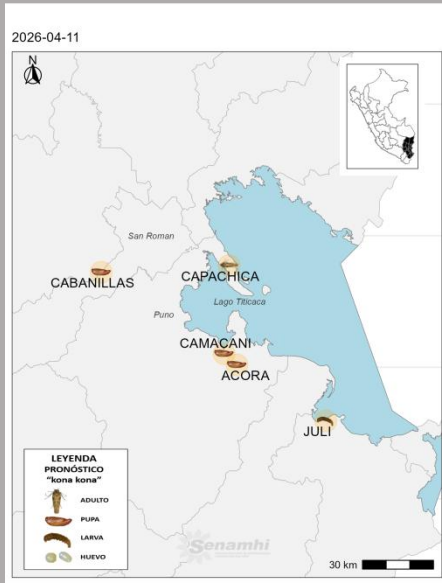 2026-04-11
N
San Roman
CABANILLAS
CAPACHICA
Lago Titicaca
Puno
CAMACANI
ACORA
JULI
LEYENDA
PRONÓSTICO
"kona kona"
ADULTO
PUPA
LARVA
HUEVO
Senamhi
30 km